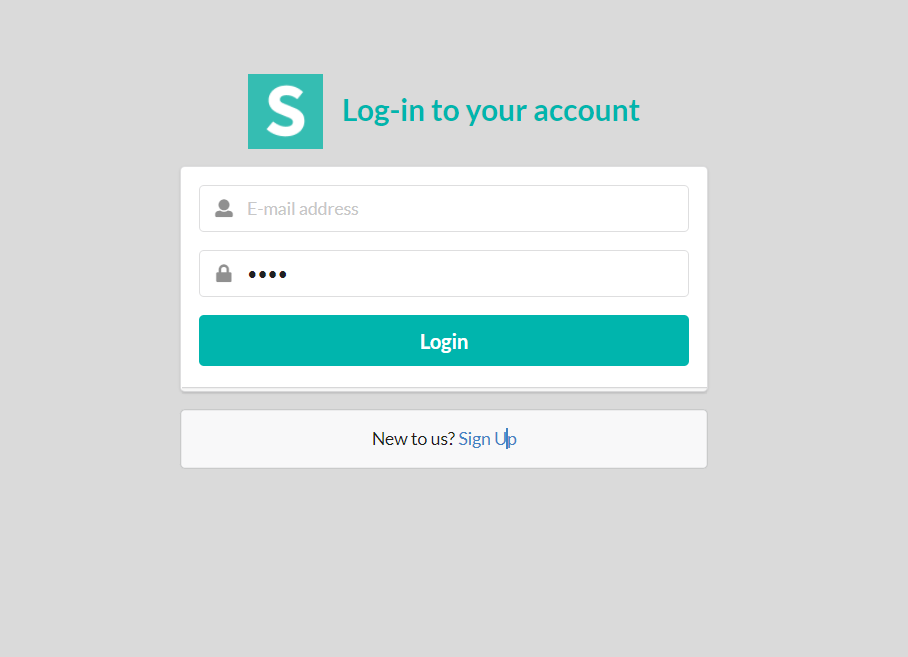 S
Log-in to your account
E-mail address
••••
Login
New to us? Sign Up